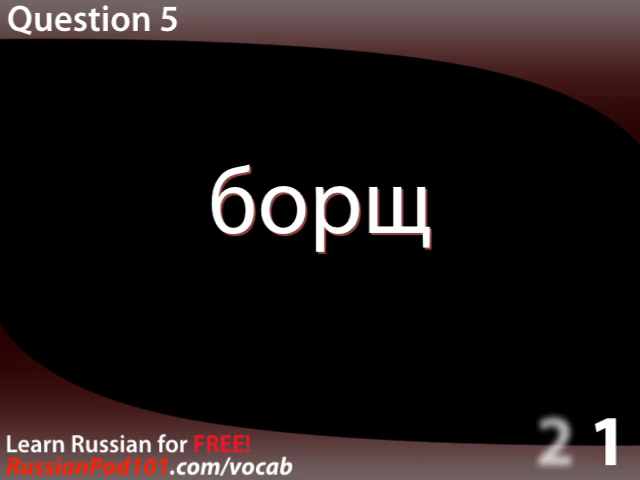 Question 5
борщ
2 1
Learn Russian for FREE!
RussianPod101.com/vocab